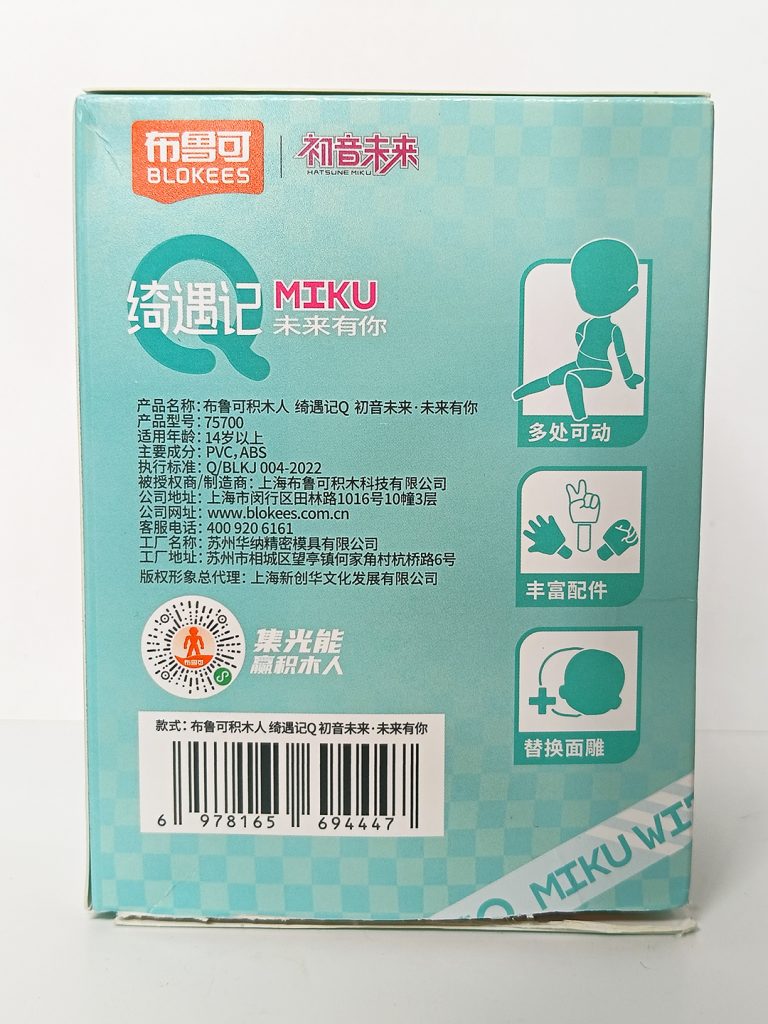 布鲁可
BLOKEES
初音未来
HATSUNE MIKU
Q
绮遇记
MIKU
未来有你
产品名称：布鲁可积木人 绮遇记Q 初音未来·未来有你
产品型号：75700
适用年龄：14岁以上
主要成分：PVC，ABS
执行标准：Q/BLKJ 004-2022
被授权商/制造商：上海布鲁可积木科技有限公司
公司地址：上海市闵行区田林路1016号10幢3层
公司网址：www.blokees.com.cn
客服电话：400 920 6161
工厂名称：苏州华纳精密模具有限公司
工厂地址：苏州市相城区望亭镇何家角村杭桥路6号
版权形象总代理：上海新创华文化发展有限公司
布鲁可
集光能
赢积木人
款式：布鲁可积木人 绮遇记Q 初音未来·未来有你
6 978165 694447
多处可动
丰富配件
替换面雕
MIKU WIT